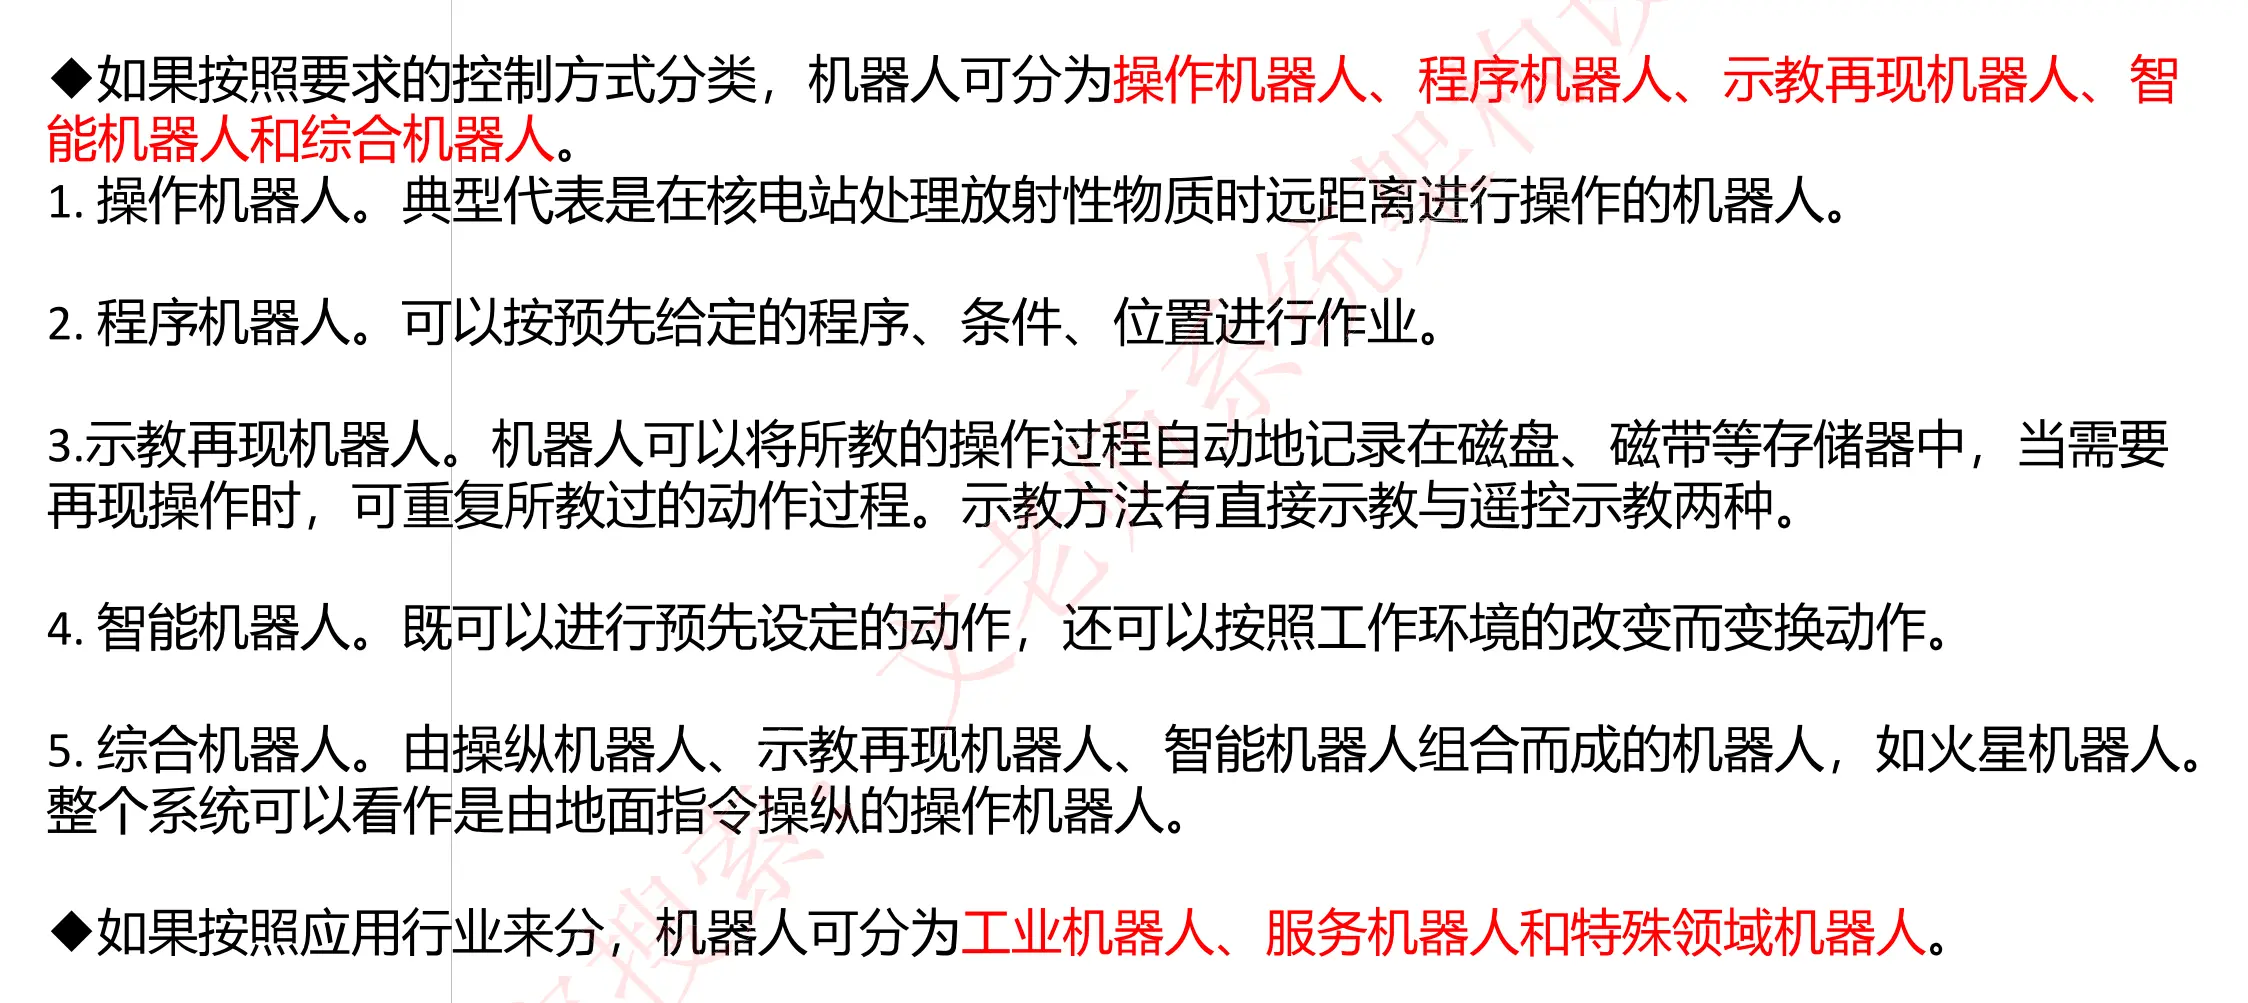 ◆如果按照要求的控制方式分类，机器人可分为操作机器人、程序机器人、示教再现机器人、智
能机器人和综合机器人。
1. 操作机器人。典型代表是在核电站处理放射性物质时远距离进行操作的机器人。
2. 程序机器人。可以按预先给定的程序、条件、位置进行作业。
3.示教再现机器人。机器人可以将所教的操作过程自动地记录在磁盘、磁带等存储器中，当需要
再现操作时，可重复所教过的动作过程。示教方法有直接示教与遥控示教两种。
4. 智能机器人。既可以进行预先设定的动作，还可以按照工作环境的改变而变换动作。
5. 综合机器人。由操纵机器人、示教再现机器人、智能机器人组合而成的机器人，如火星机器人。
整个系统可以看作是由地面指令操纵的操作机器人。
◆如果按照应用行业来分，机器人可分为工业机器人、服务机器人和特殊领域机器人。
搜索：文老师系统架构设